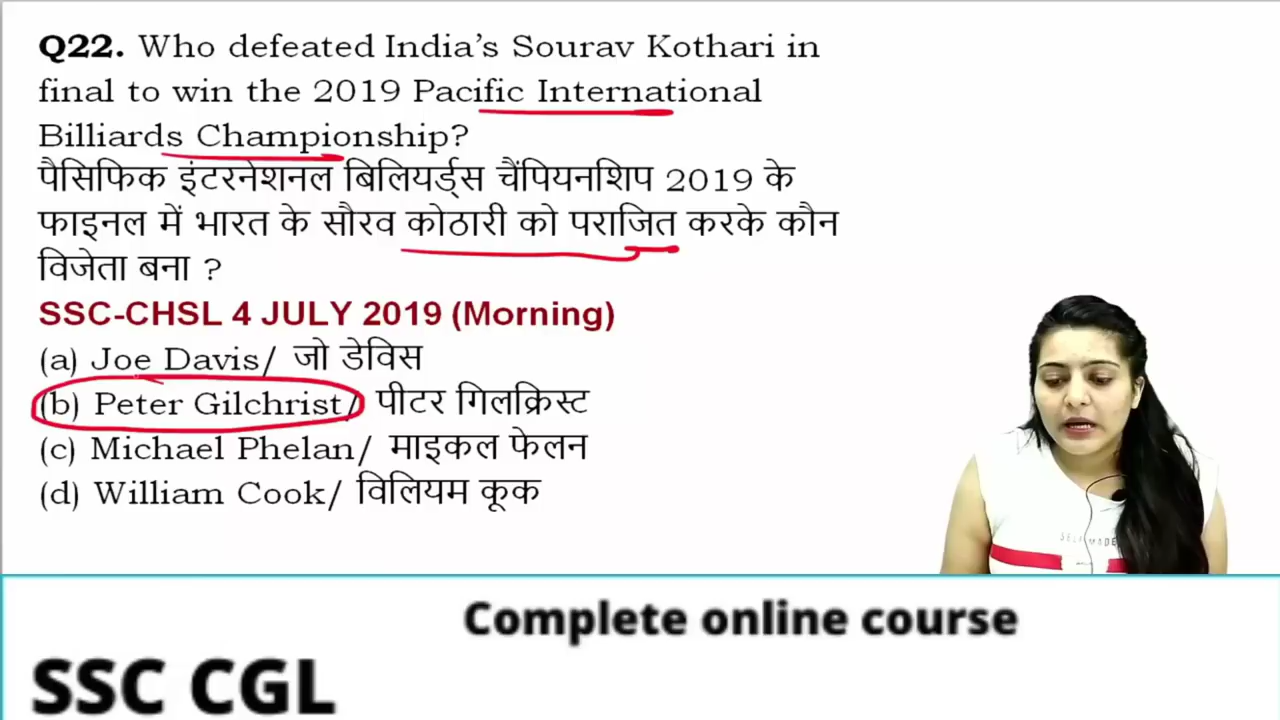 Q22. Who defeated India's Sourav Kothari in
final to win the 2019 Pacific International
Billiards Championship?
पैसिफिक इंटरनेशनल बिलियर्ड्स चैंपियनशिप 2019 के
फाइनल में भारत के सौरव कोठारी को पराजित करके कौन
विजेता बना ?
SSC-CHSL 4 JULY 2019 (Morning)
(a) Joe Davis/ जो डेविस
(b) Peter Gilchrist/ पीटर गिलक्रिस्ट
(c) Michael Phelan/ माइकल फेलन
(d) William Cook/ विलियम कूक
Complete online course
SSC CGL